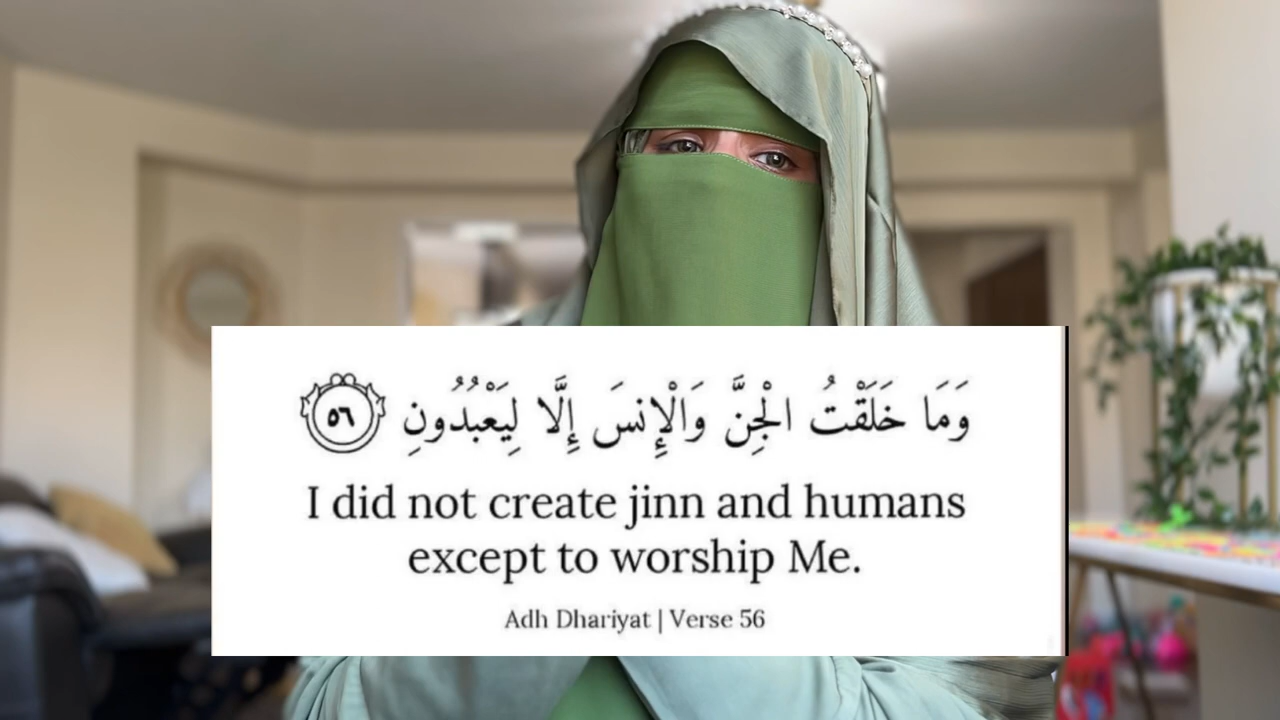 وَمَا خَلَقْتُ الْجِنَّ وَالْإِنسَ إِلَّا لِيَعْبُدُونِ ٥٦
I did not create jinn and humans
except to worship Me.
Adh Dhariyat | Verse 56